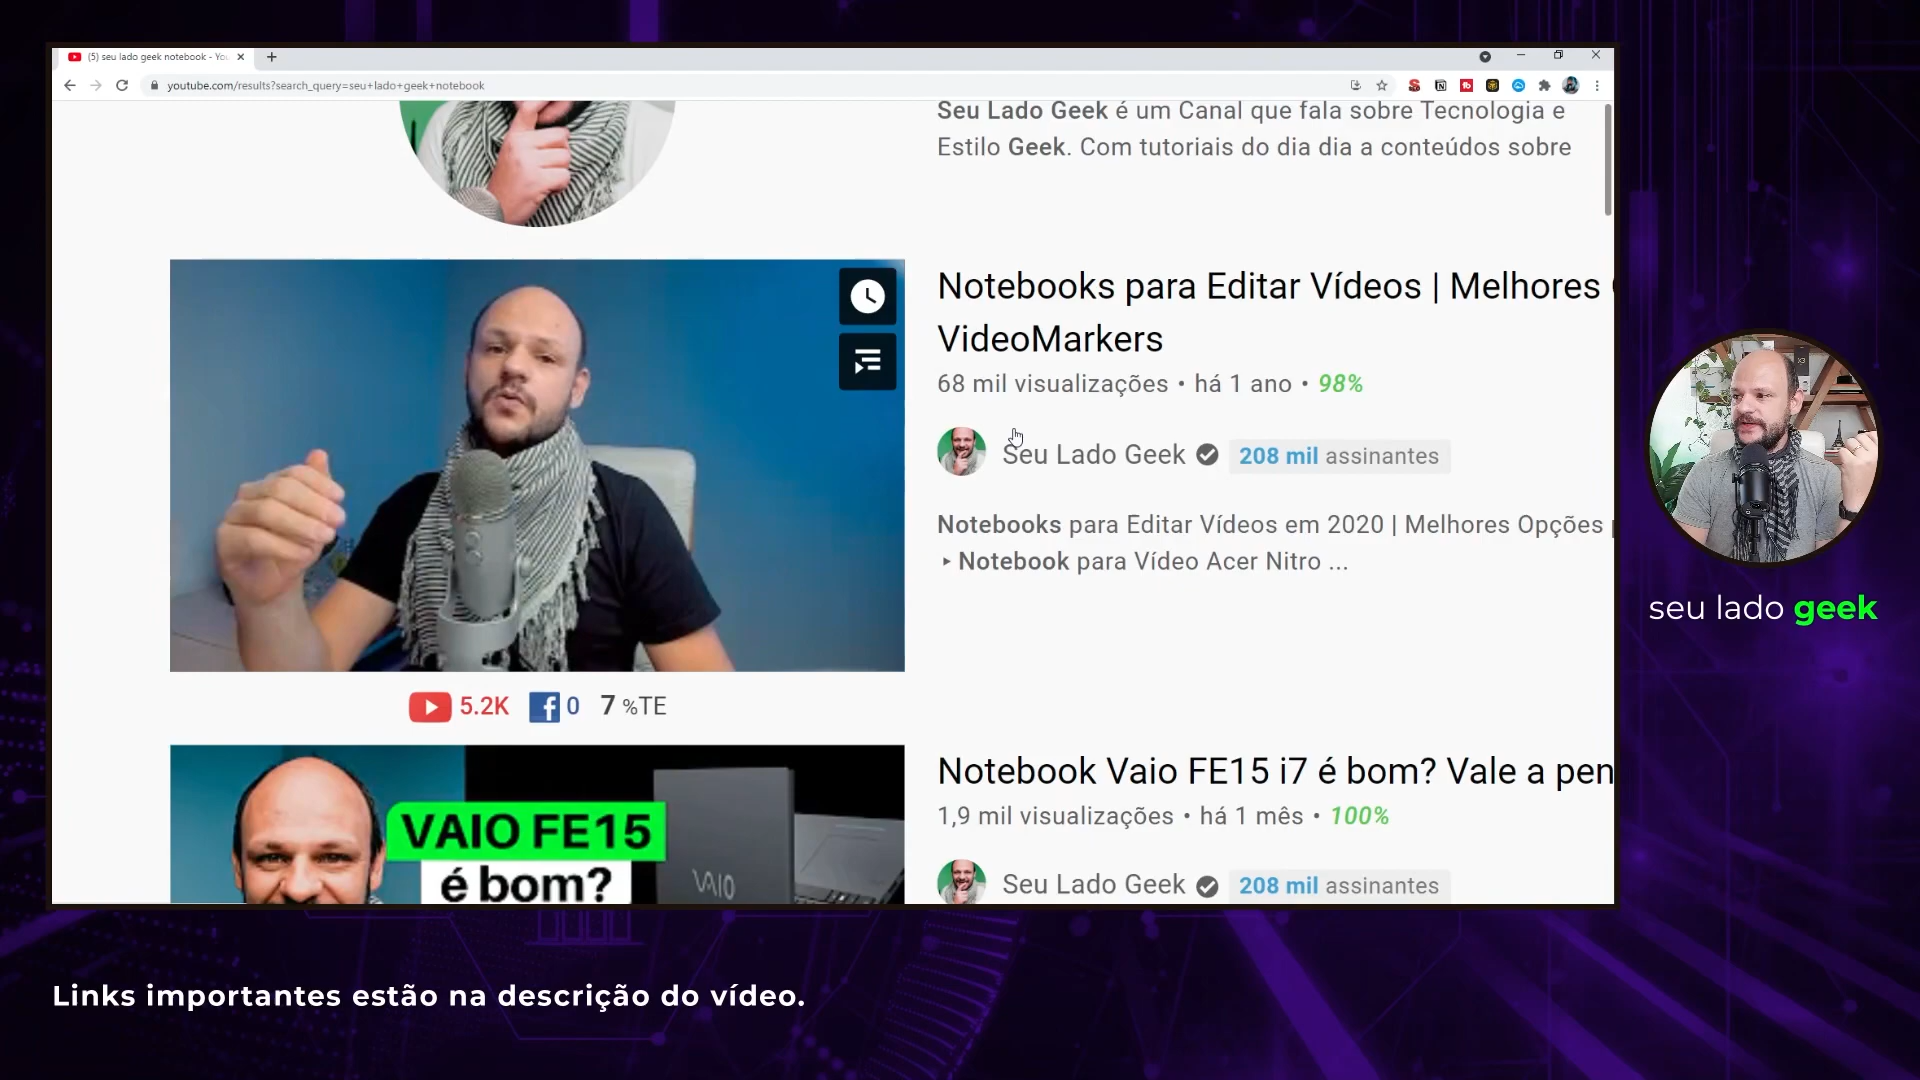 (5) seu lado geek notebook - You
youtube.com/results?search_query=seu+lado+geek+notebook
Seu Lado Geek é um Canal que fala sobre Tecnologia e
Estilo Geek. Com tutoriais do dia dia a conteúdos sobre
Notebooks para Editar Vídeos | Melhores
VideoMarkers
68 mil visualizações • há 1 ano • 98%
Seu Lado Geek 208 mil assinantes
Notebooks para Editar Vídeos em 2020 | Melhores Opções
‣ Notebook para Vídeo Acer Nitro ...
5.2K 0 7 %TE
VAIO FE15
é bom?
VAIO
Notebook Vaio FE15 i7 é bom? Vale a pen
1,9 mil visualizações • há 1 mês • 100%
Seu Lado Geek 208 mil assinantes
seu lado geek
Links importantes estão na descrição do vídeo.